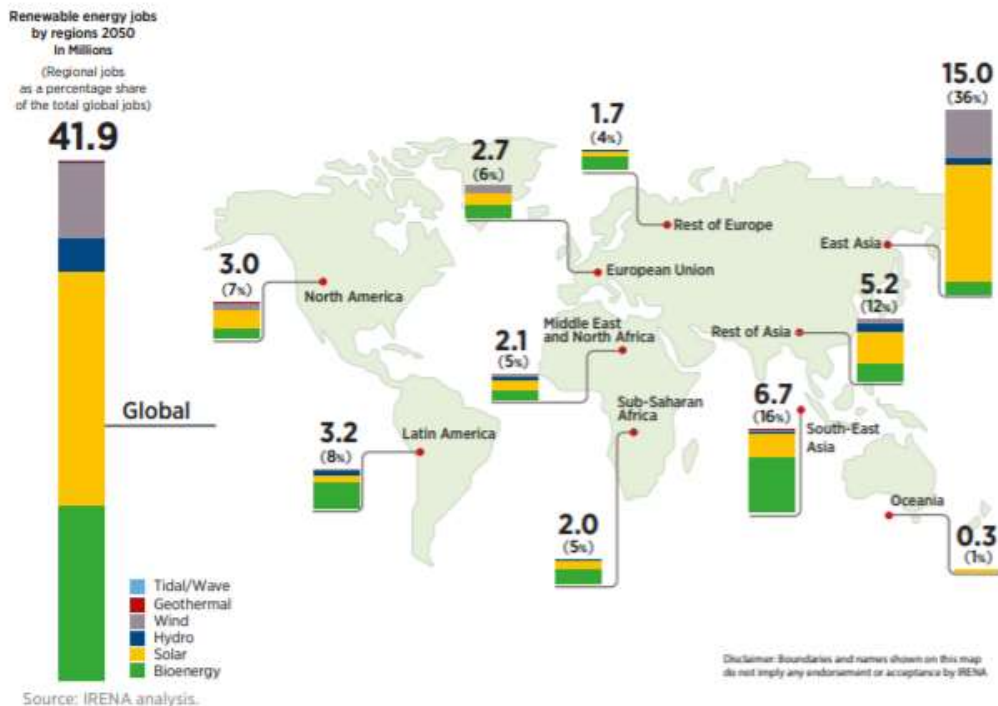 Renewable energy jobs
by regions 2050
In Millions
(Regional jobs
as a percentage share
of the total global jobs)
41.9
Global
3.0
(7%)
North America
2.7
(6%)
European Union
1.7
(4%)
Rest of Europe
15.0
(36%)
East Asia
5.2
(12%)
Rest of Asia
2.1
(5%)
Middle East
and North Africa
6.7
(16%)
South-East
Asia
3.2
(8%)
Latin America
2.0
(5%)
Sub-Saharan
Africa
Oceania
0.3
(1%)
Tidal/Wave
Geothermal
Wind
Hydro
Solar
Bioenergy
Disclaimer: Boundaries and names shown on this map
do not imply any endorsement or acceptance by IRENA
Source: IRENA analysis.